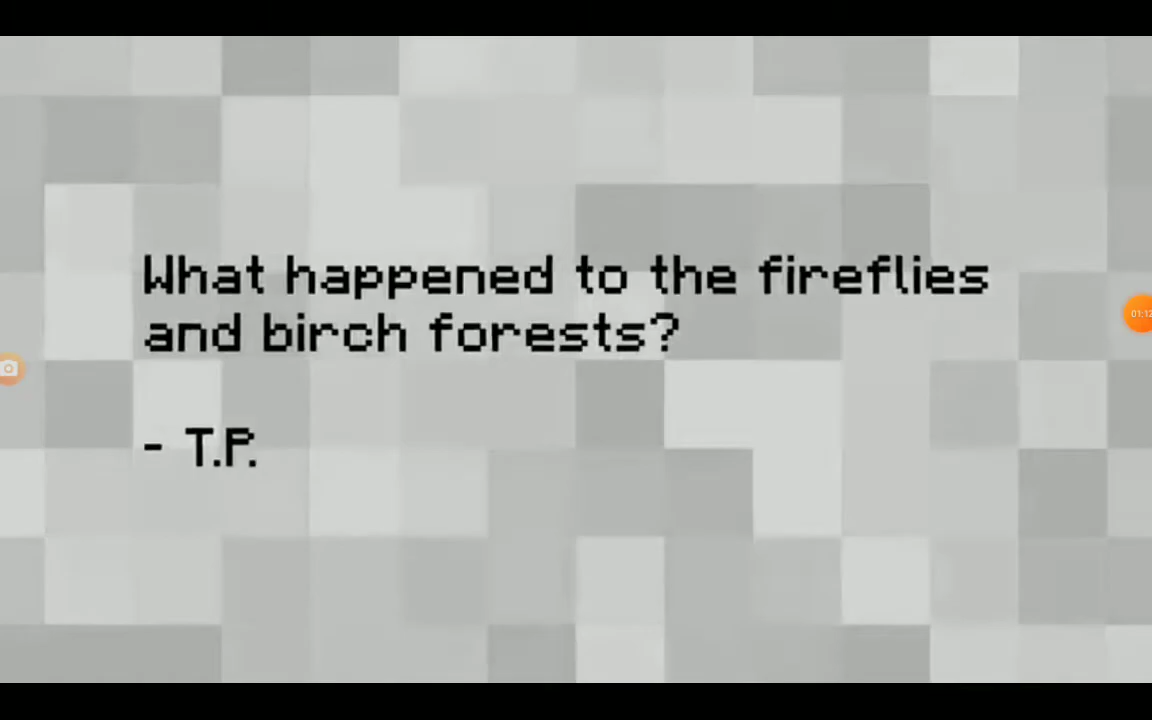 What happened to the fireflies
and birch forests?
- T.P.